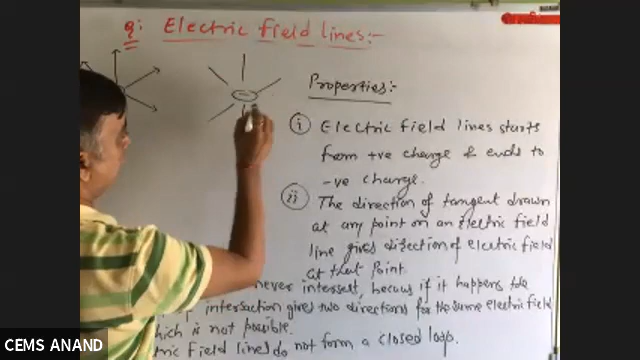 Q: Electric field lines:-
Properties:-
(i) Electric field lines starts
from +ve charge & ends to
-ve charge.
(ii) The direction of tangent drawn
at any point on an electric field
line gives direction of electric field
at that point.
never intersect, becaus if it happens the
intersection gives two directions for the same electric field
hich is not possible.
tric field lines do not form a closed loop.
CEMS ANAND